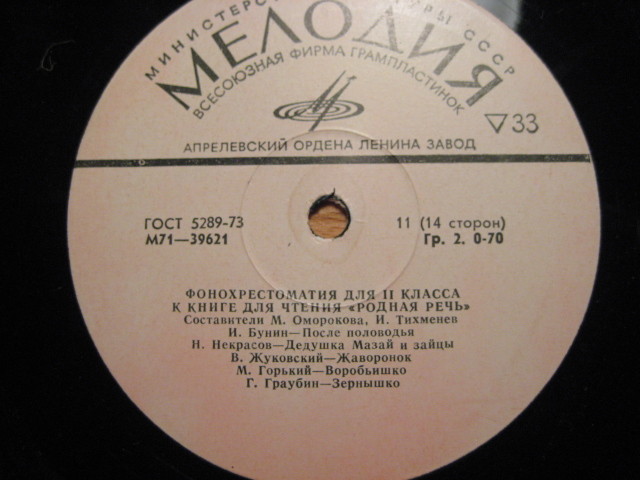 МИНИСТЕРС УРЫ СССР
МЕЛОДИЯ
ВСЕСОЮЗНАЯ ФИРМА ГРАМПЛАСТИНОК
▽33
АПРЕЛЕВСКИЙ ОРДЕНА ЛЕНИНА ЗАВОД
ГОСТ 5289-73
М71—39621
11 (14 сторон)
Гр. 2. 0-70
ФОНОХРЕСТОМАТИЯ ДЛЯ II КЛАССА
К КНИГЕ ДЛЯ ЧТЕНИЯ «РОДНАЯ РЕЧЬ»
Составители М. Оморокова, И. Тихменев
И. Бунин—После половодья
Н. Некрасов—Дедушка Мазай и зайцы
В. Жуковский—Жаворонок
М. Горький—Воробьишко
Г. Граубин—Зернышко